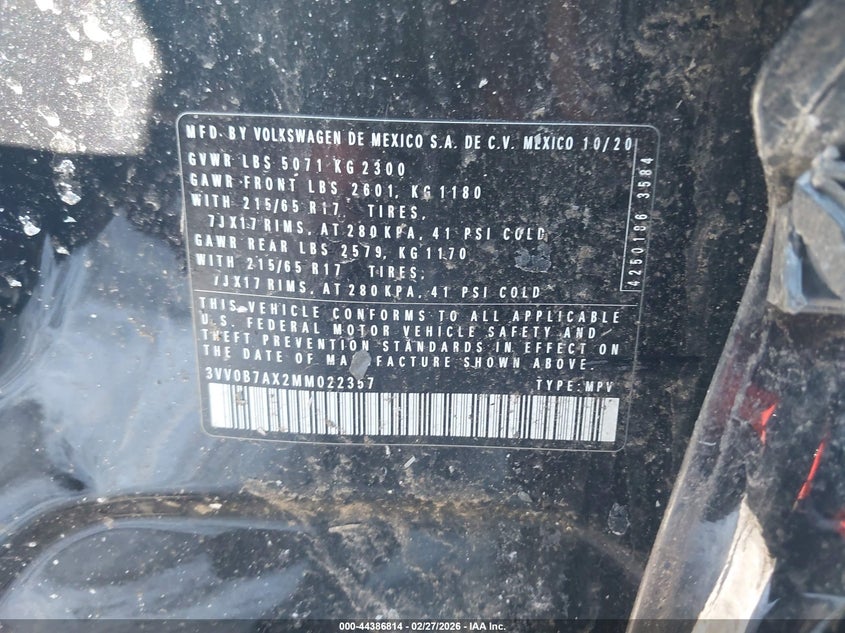 MFD. BY VOLKSWAGEN DE MEXICO S.A. DE C.V. MEXICO 10/20
GVWR LBS 5071 KG 2300
GAWR FRONT LBS 2601, KG 1180
WITH 215/65 R17 TIRES,
7JX17 RIMS, AT 280 KPA, 41 PSI COLD
GAWR REAR LBS 2579, KG 1170
WITH 215/65 R17 TIRES,
7JX17 RIMS, AT 280 KPA, 41 PSI COLD
4250186 3584
THIS VEHICLE CONFORMS TO ALL APPLICABLE
U.S. FEDERAL MOTOR VEHICLE SAFETY AND
THEFT PREVENTION STANDARDS IN EFFECT ON
THE DATE OF MANUFACTURE SHOWN ABOVE.
3VV0B7AX2MM022357 TYPE: MPV
000-44386814 - 02/27/2026 - IAA Inc.